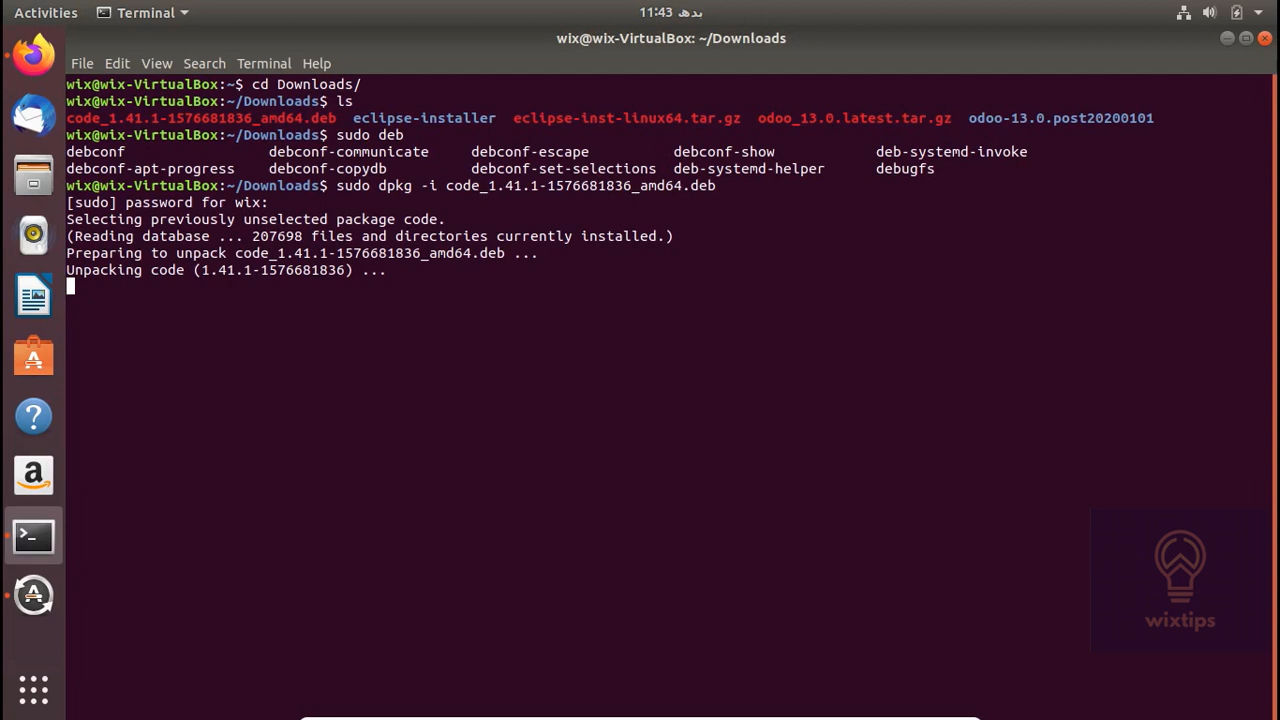 Activities Terminal 11:43 بدھ
wix@wix-VirtualBox: ~/Downloads
File Edit View Search Terminal Help
wix@wix-VirtualBox:~$ cd Downloads/
wix@wix-VirtualBox:~/Downloads$ ls
code_1.41.1-1576681836_amd64.deb eclipse-installer eclipse-inst-linux64.tar.gz odoo_13.0.latest.tar.gz odoo-13.0.post20200101
wix@wix-VirtualBox:~/Downloads$ sudo deb
debconf debconf-communicate debconf-escape debconf-show deb-systemd-invoke
debconf-apt-progress debconf-copydb debconf-set-selections deb-systemd-helper debugfs
wix@wix-VirtualBox:~/Downloads$ sudo dpkg -i code_1.41.1-1576681836_amd64.deb
[sudo] password for wix:
Selecting previously unselected package code.
(Reading database ... 207698 files and directories currently installed.)
Preparing to unpack code_1.41.1-1576681836_amd64.deb ...
Unpacking code (1.41.1-1576681836) ...
wixtips